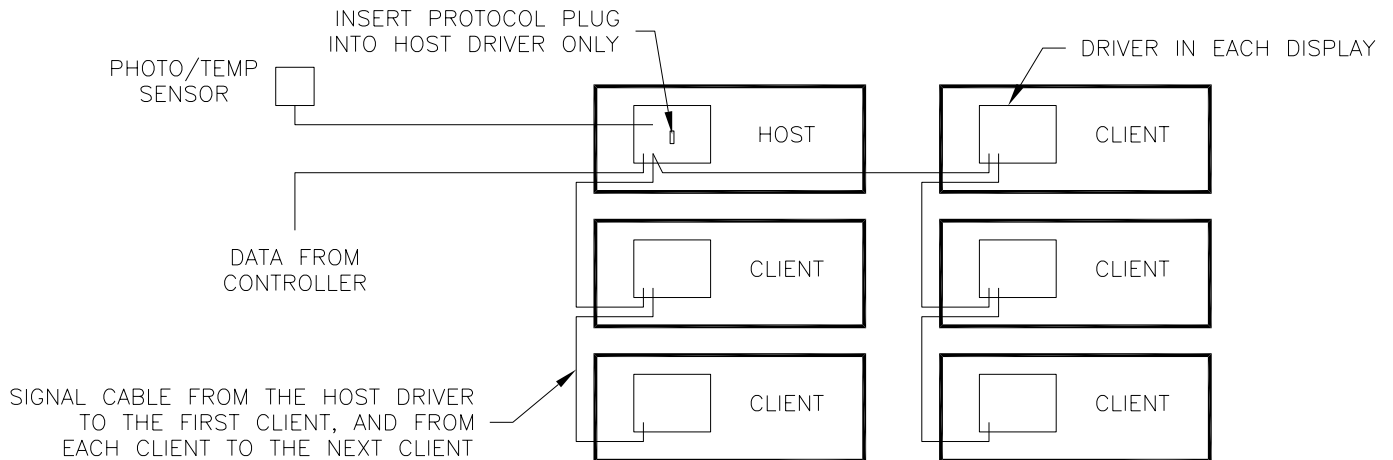 INSERT PROTOCOL PLUG
INTO HOST DRIVER ONLY
DRIVER IN EACH DISPLAY
PHOTO/TEMP
SENSOR
HOST
CLIENT
DATA FROM
CONTROLLER
CLIENT
CLIENT
SIGNAL CABLE FROM THE HOST DRIVER
TO THE FIRST CLIENT, AND FROM
EACH CLIENT TO THE NEXT CLIENT
CLIENT
CLIENT